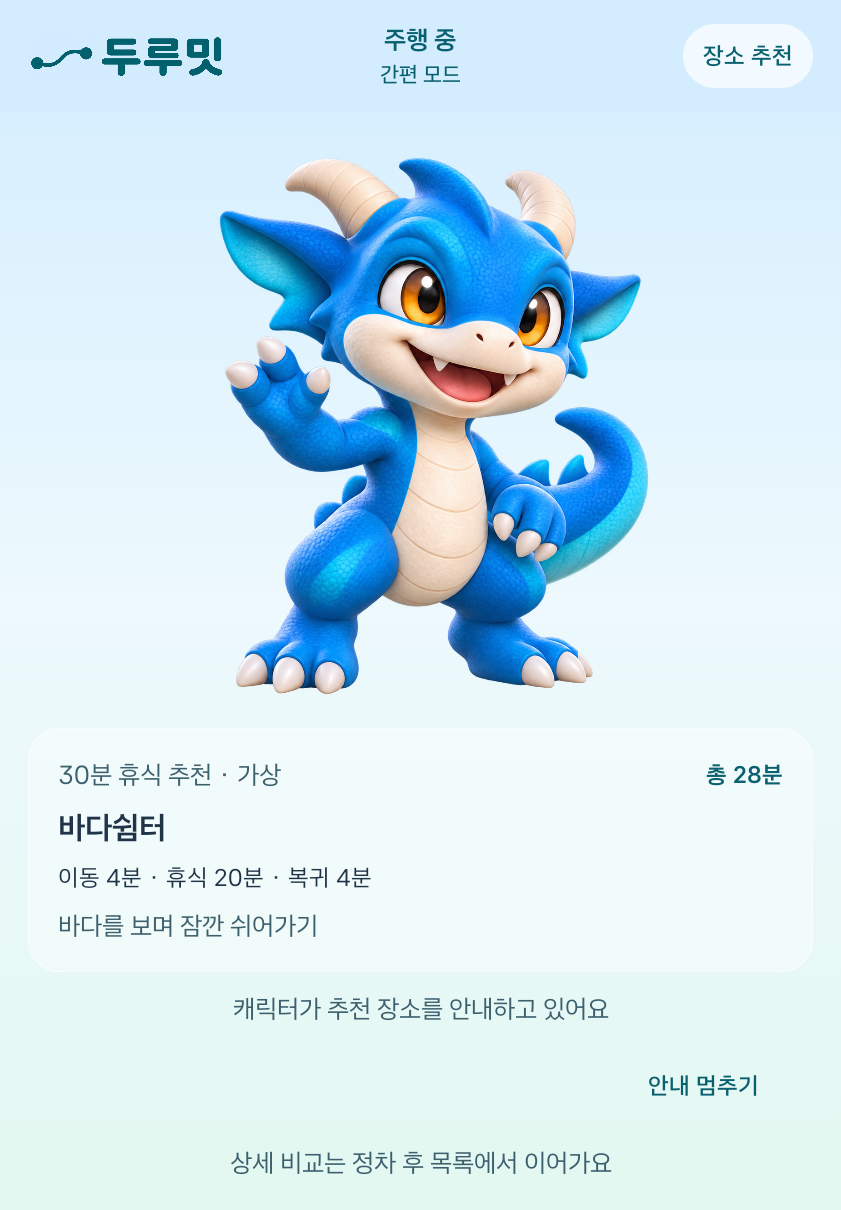 두루밋
주행 중
간편 모드
장소 추천
30분 휴식 추천 · 가상
총 28분
바다쉼터
이동 4분 · 휴식 20분 · 복귀 4분
바다를 보며 잠깐 쉬어가기
캐릭터가 추천 장소를 안내하고 있어요
안내 멈추기
상세 비교는 정차 후 목록에서 이어가요